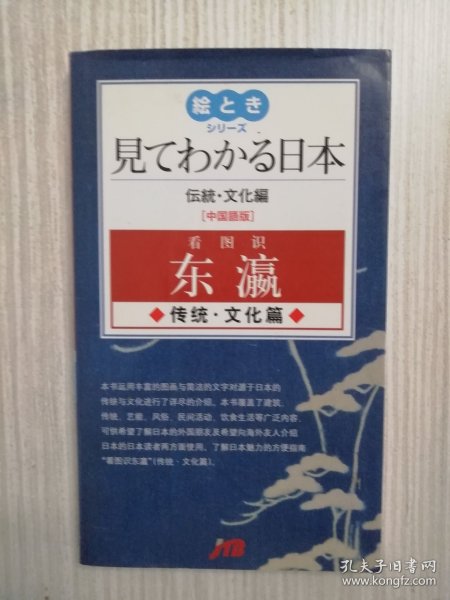 絵とき
シリーズ
見てわかる日本
伝統・文化編
[中国語版]
看图识
东瀛
◆传统・文化篇◆
本书运用丰富的图画与简洁的文字对源于日本的
传统与文化进行了详尽的介绍。本书覆盖了建筑、
传统、艺能、风俗、民间活动、饮食生活等广泛内容，
可供希望了解日本的外国朋友及希望向海外友人介绍
日本的日本读者两方面使用。了解日本魅力的方便指南
“看图识东瀛”(传统・文化篇)。
JTB
孔夫子旧书网
www.kongfz.com